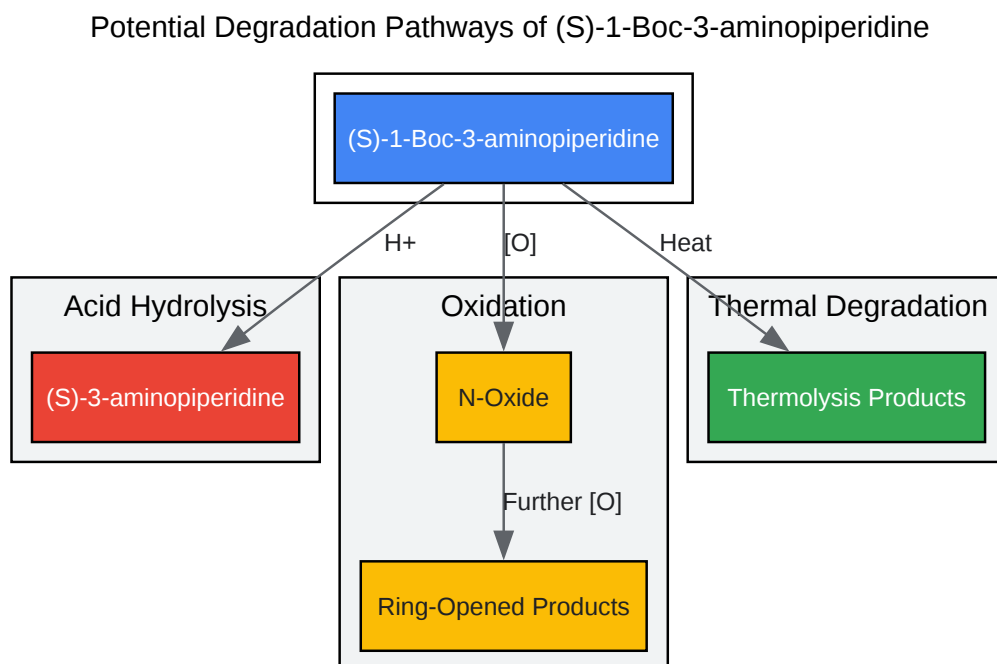 Potential Degradation Pathways of (S)-1-Boc-3-aminopiperidine
(S)-1-Boc-3-aminopiperidine
H+
[O]
Heat
Acid Hydrolysis
Oxidation
Thermal Degradation
(S)-3-aminopiperidine
N-Oxide
Thermolysis Products
Further [O]
Ring-Opened Products